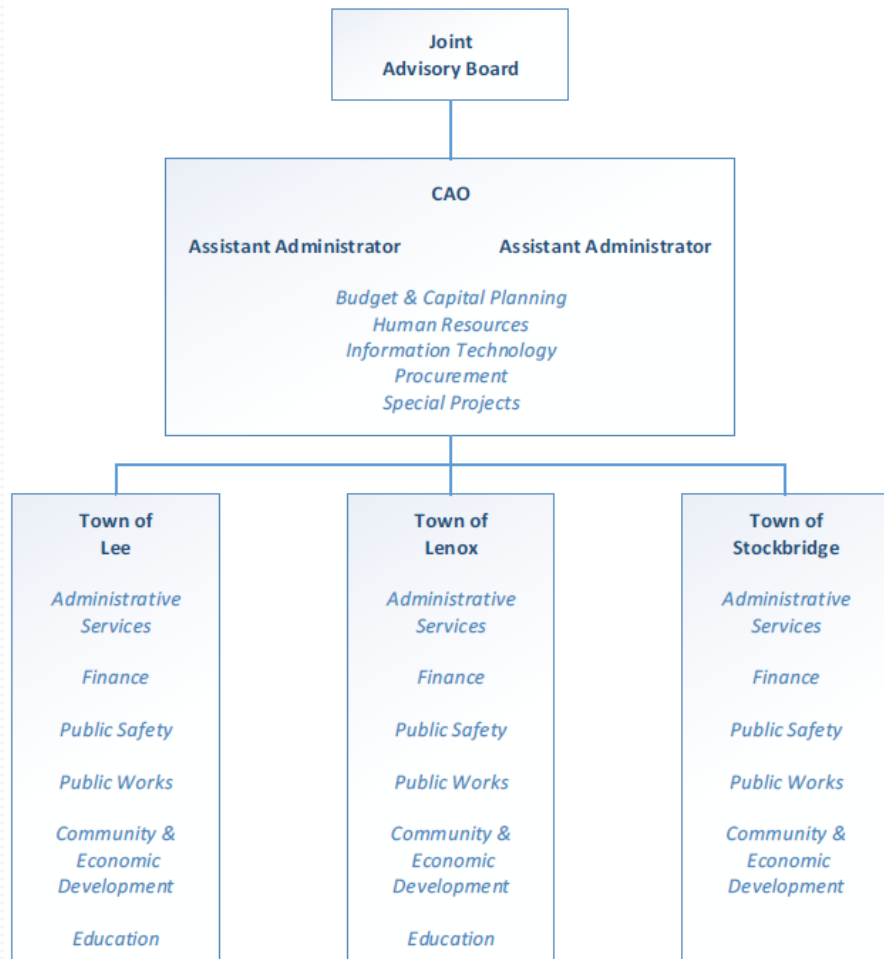 Joint
Advisory Board
CAO
Assistant Administrator
Assistant Administrator
Budget & Capital Planning
Human Resources
Information Technology
Procurement
Special Projects
Town of
Lee
Administrative
Services
Finance
Public Safety
Public Works
Community &
Economic
Development
Education
Town of
Lenox
Administrative
Services
Finance
Public Safety
Public Works
Community &
Economic
Development
Education
Town of
Stockbridge
Administrative
Services
Finance
Public Safety
Public Works
Community &
Economic
Development